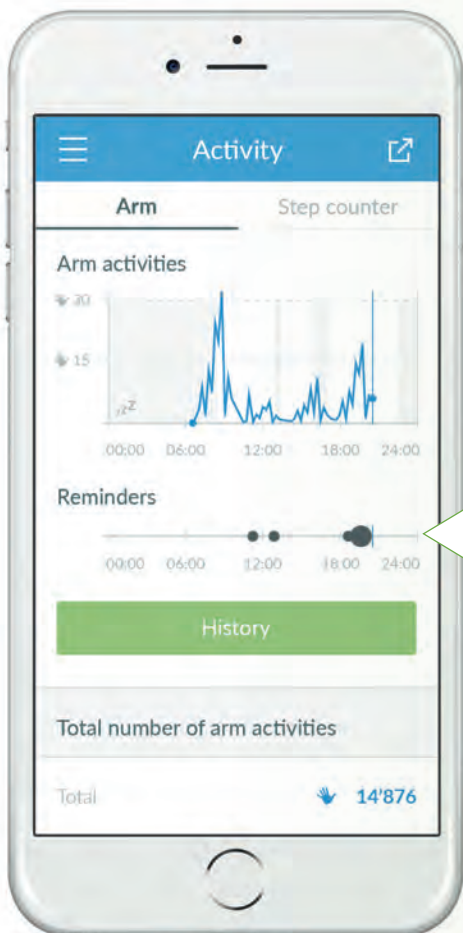 Activity
Arm Step counter
Arm activities
30
15
zzZ
00:00 06:00 12:00 18:00 24:00
Reminders
00:00 06:00 12:00 18:00 24:00
History
Total number of arm activities
Total 14'876